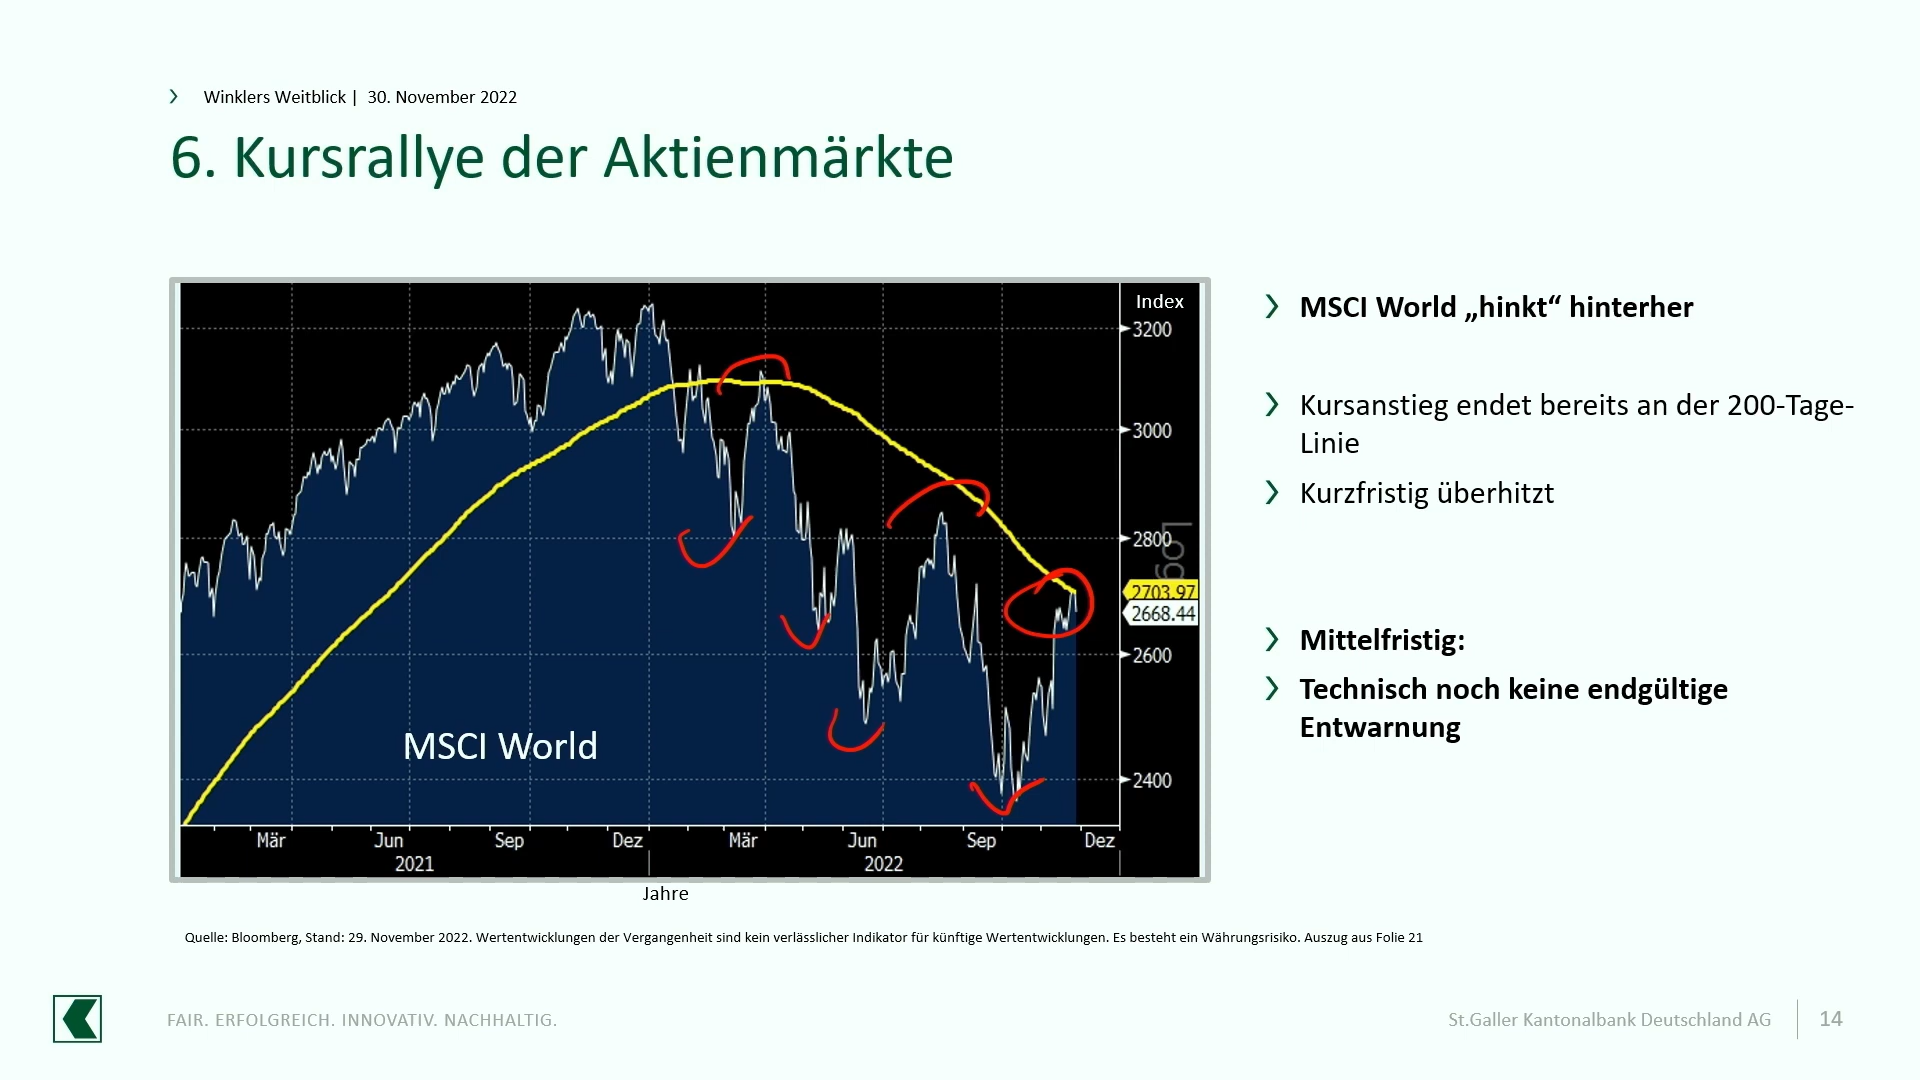 Winklers Weitblick | 30. November 2022
6. Kursrallye der Aktienmärkte
Index
3200
3000
2800
Log
2703.97
2668.44
2600
2400
MSCI World
Mär Jun Sep Dez Mär Jun Sep Dez
2021 2022
Jahre
MSCI World „hinkt“ hinterher
Kursanstieg endet bereits an der 200-Tage-
Linie
Kurzfristig überhitzt
Mittelfristig:
Technisch noch keine endgültige
Entwarnung
Quelle: Bloomberg, Stand: 29. November 2022. Wertentwicklungen der Vergangenheit sind kein verlässlicher Indikator für künftige Wertentwicklungen. Es besteht ein Währungsrisiko. Auszug aus Folie 21
FAIR. ERFOLGREICH. INNOVATIV. NACHHALTIG.
St.Galler Kantonalbank Deutschland AG 14